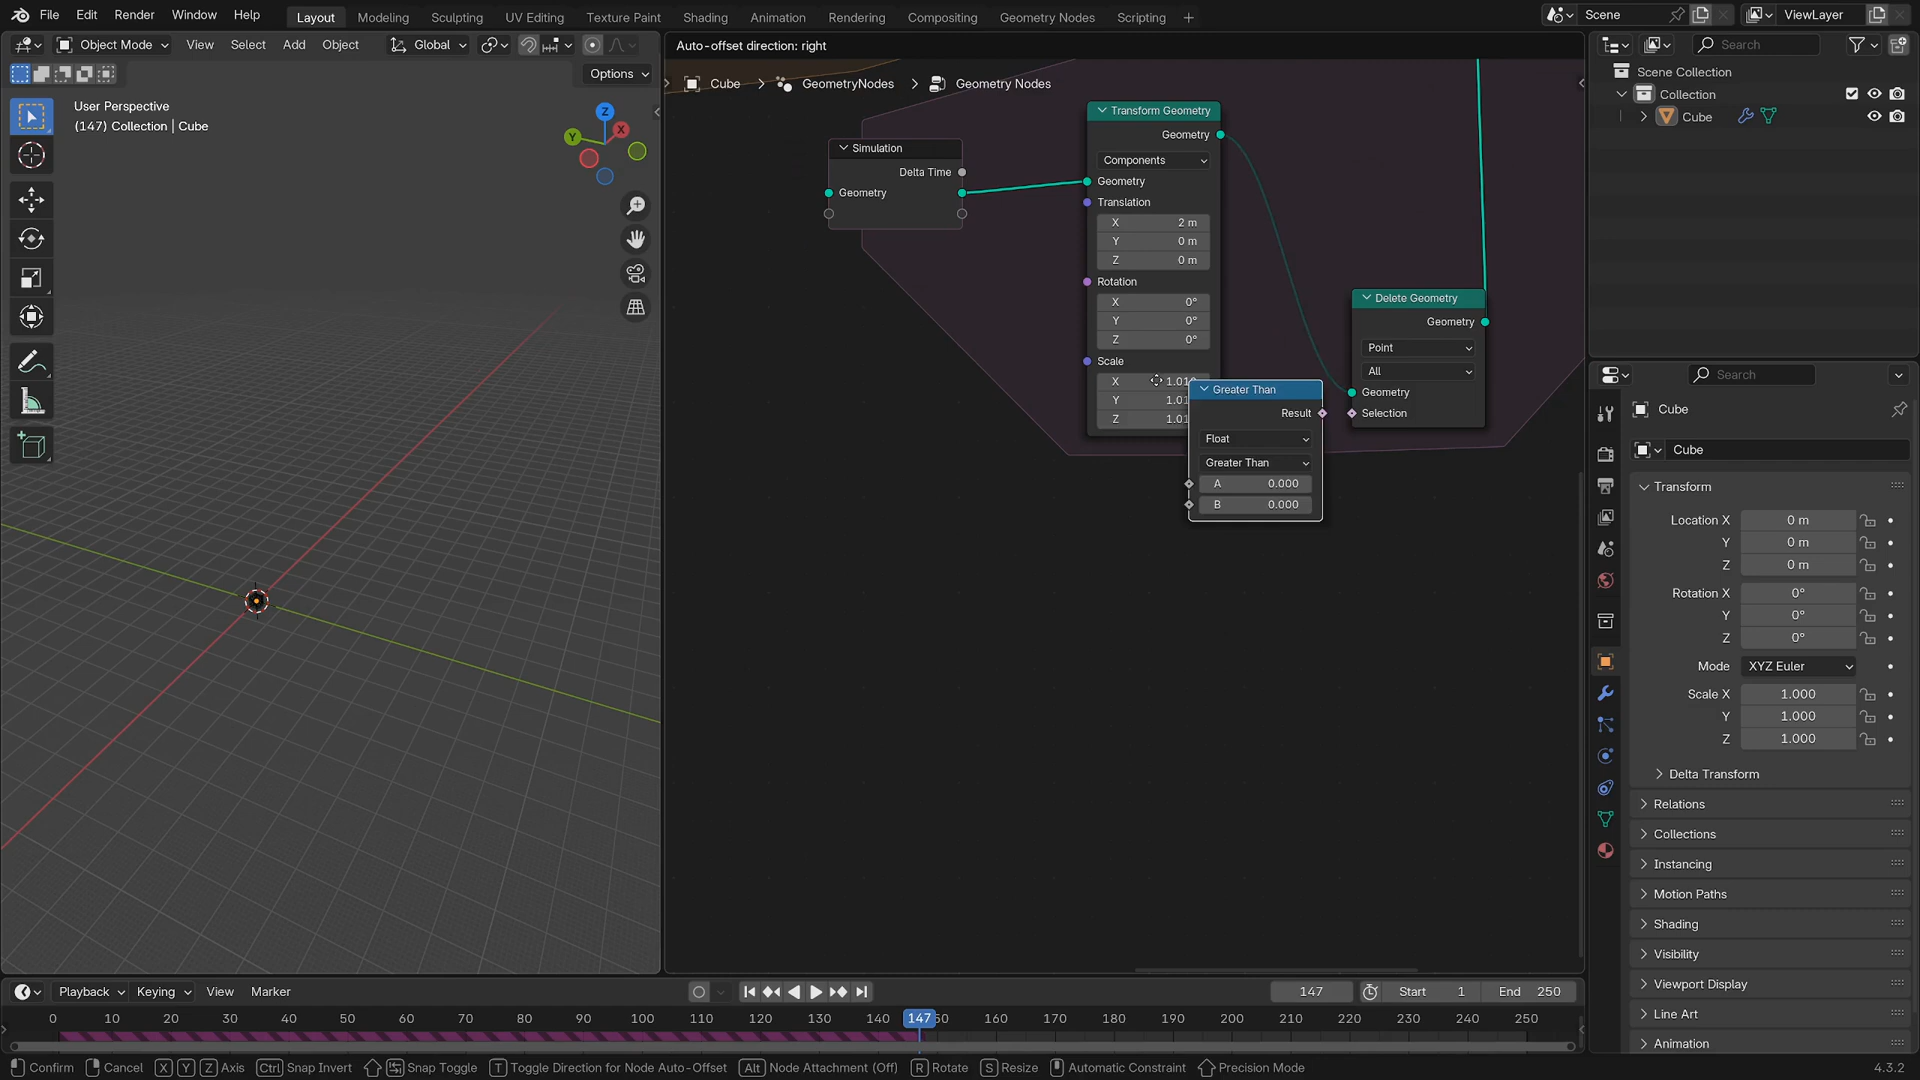 File Edit Render Window Help Layout Modeling Sculpting UV Editing Texture Paint Shading Animation Rendering Compositing Geometry Nodes Scripting + Scene ViewLayer
Object Mode View Select Add Object Global
Options
User Perspective
(147) Collection | Cube
Z
Y
X
Auto-offset direction: right
Cube > GeometryNodes > Geometry Nodes
Simulation
Delta Time
Geometry
Transform Geometry
Geometry
Components
Geometry
Translation
X 2 m
Y 0 m
Z 0 m
Rotation
X 0°
Y 0°
Z 0°
Scale
X
Y
Z
Greater Than
Result
Float
Greater Than
A 0.000
B 0.000
Delete Geometry
Geometry
Point
All
Geometry
Selection
Search
Scene Collection
Collection
Cube
Search
Cube
Cube
Transform
Location X 0 m
Y 0 m
Z 0 m
Rotation X 0°
Y 0°
Z 0°
Mode XYZ Euler
Scale X 1.000
Y 1.000
Z 1.000
Delta Transform
Relations
Collections
Instancing
Motion Paths
Shading
Visibility
Viewport Display
Line Art
Animation
Playback Keying View Marker 147 Start 1 End 250
0 10 20 30 40 50 60 70 80 90 100 110 120 130 140 147 160 170 180 190 200 210 220 230 240 250
Confirm Cancel X Y Z Axis Ctrl Snap Invert Snap Toggle T Toggle Direction for Node Auto-Offset Alt Node Attachment (Off) R Rotate S Resize Automatic Constraint Precision Mode 4.3.2